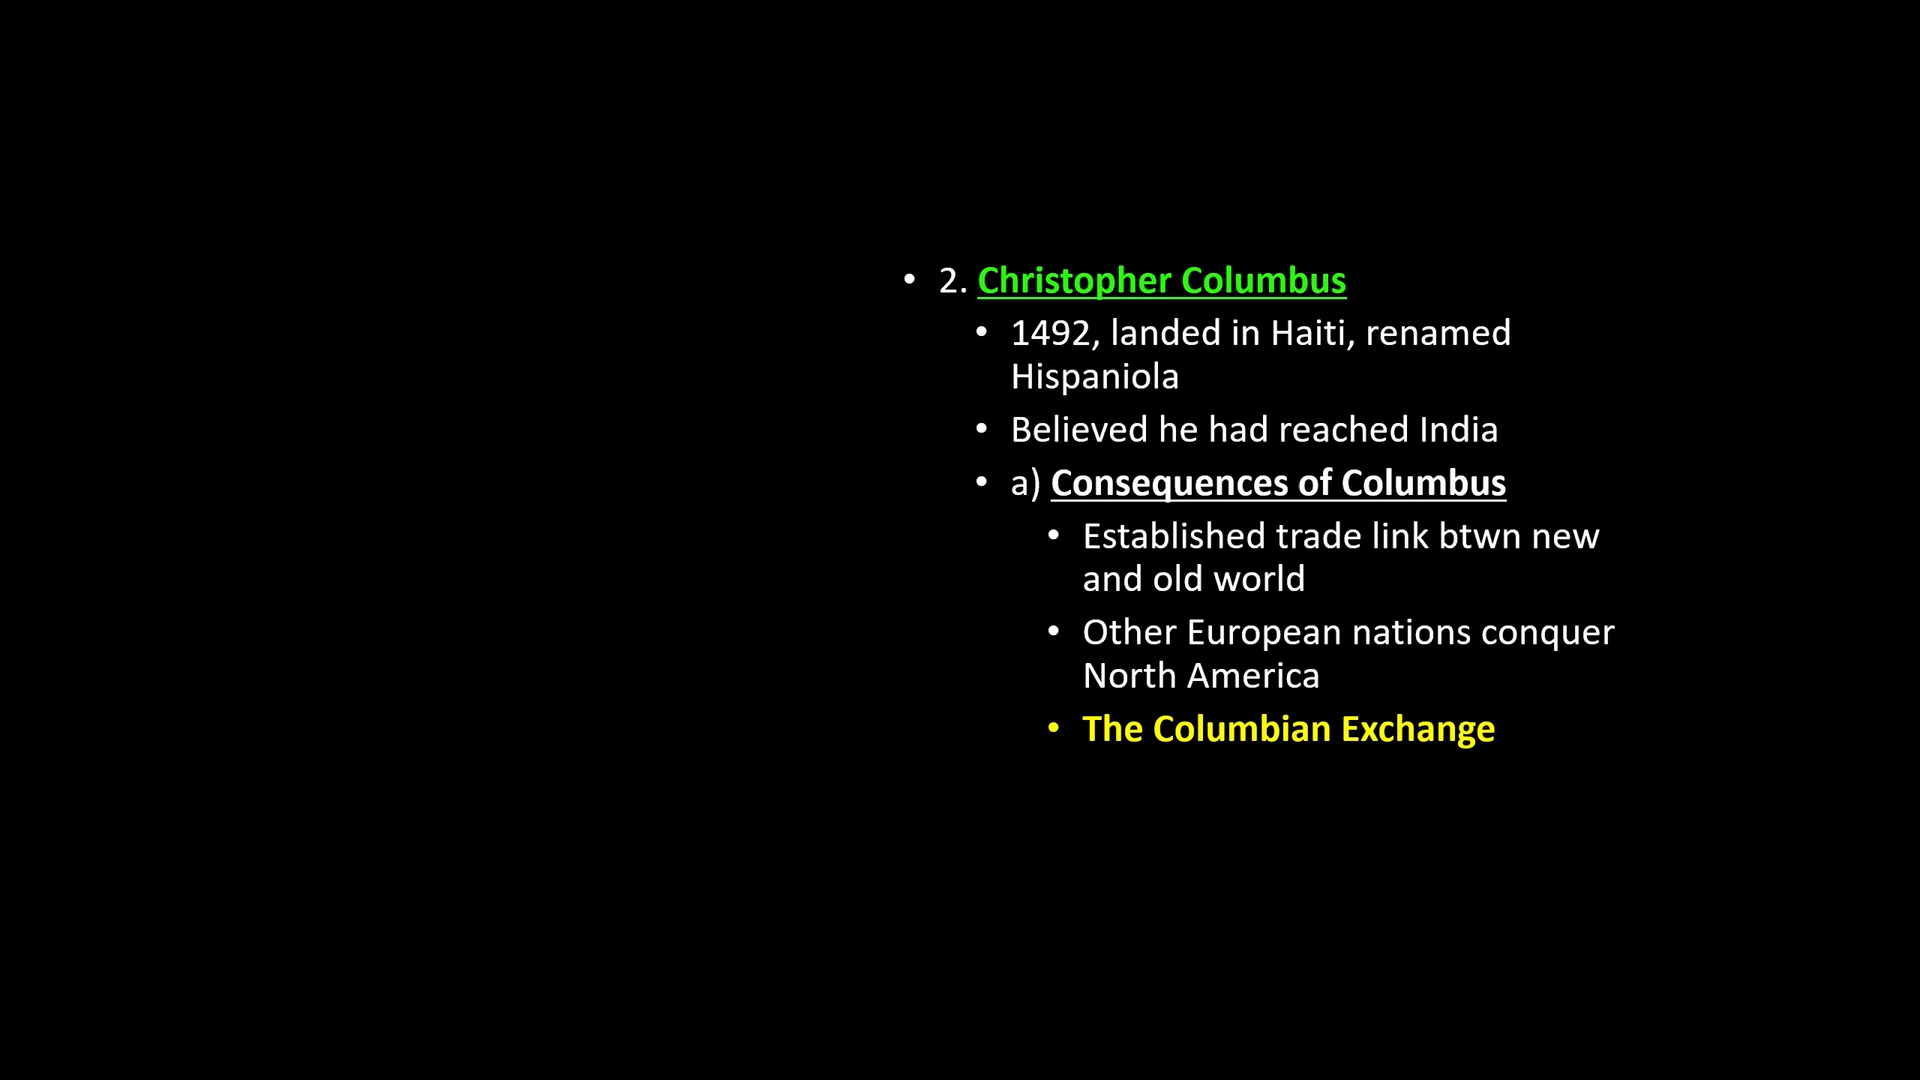 • 2. Christopher Columbus
• 1492, landed in Haiti, renamed
Hispaniola
• Believed he had reached India
• a) Consequences of Columbus
• Established trade link btwn new
and old world
• Other European nations conquer
North America
• The Columbian Exchange